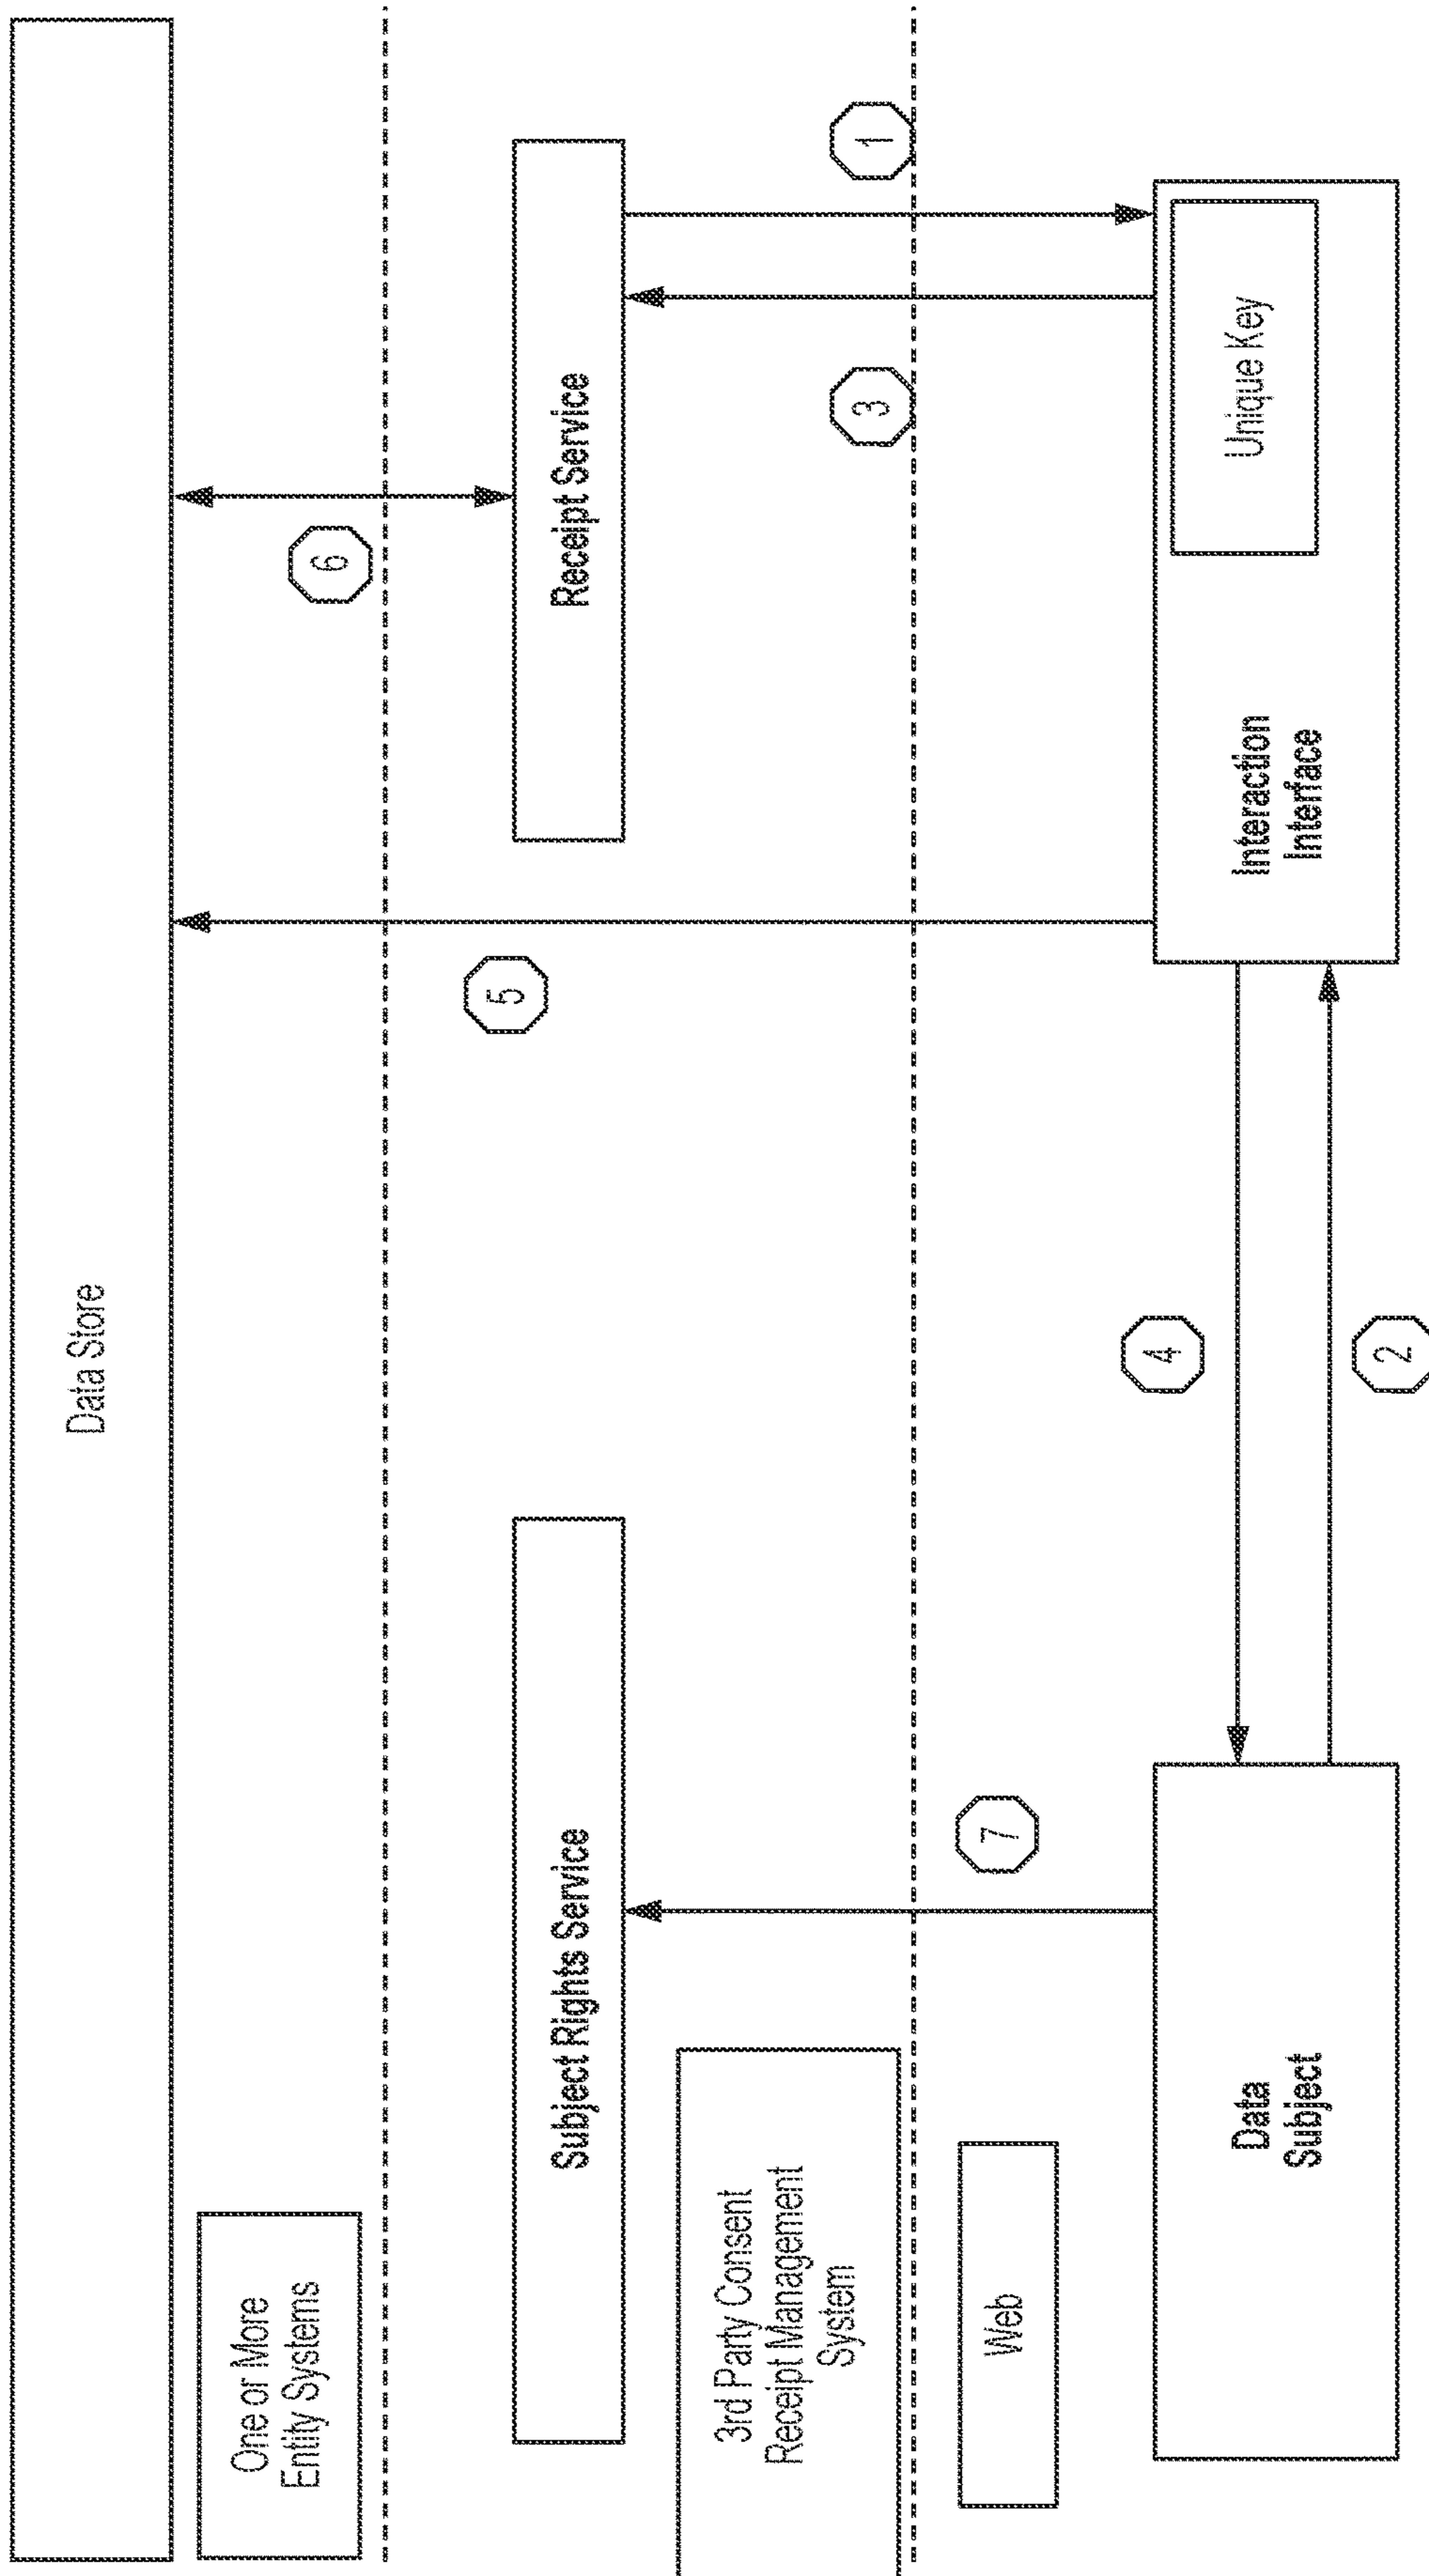 Data Store
One or More
Entity Systems
6
5
Subject Rights Service
Receipt Service
3rd Party Consent
Receipt Management
System
3
1
Web
7
4
Data
Subject
Interaction
Interface
Unique Key
2